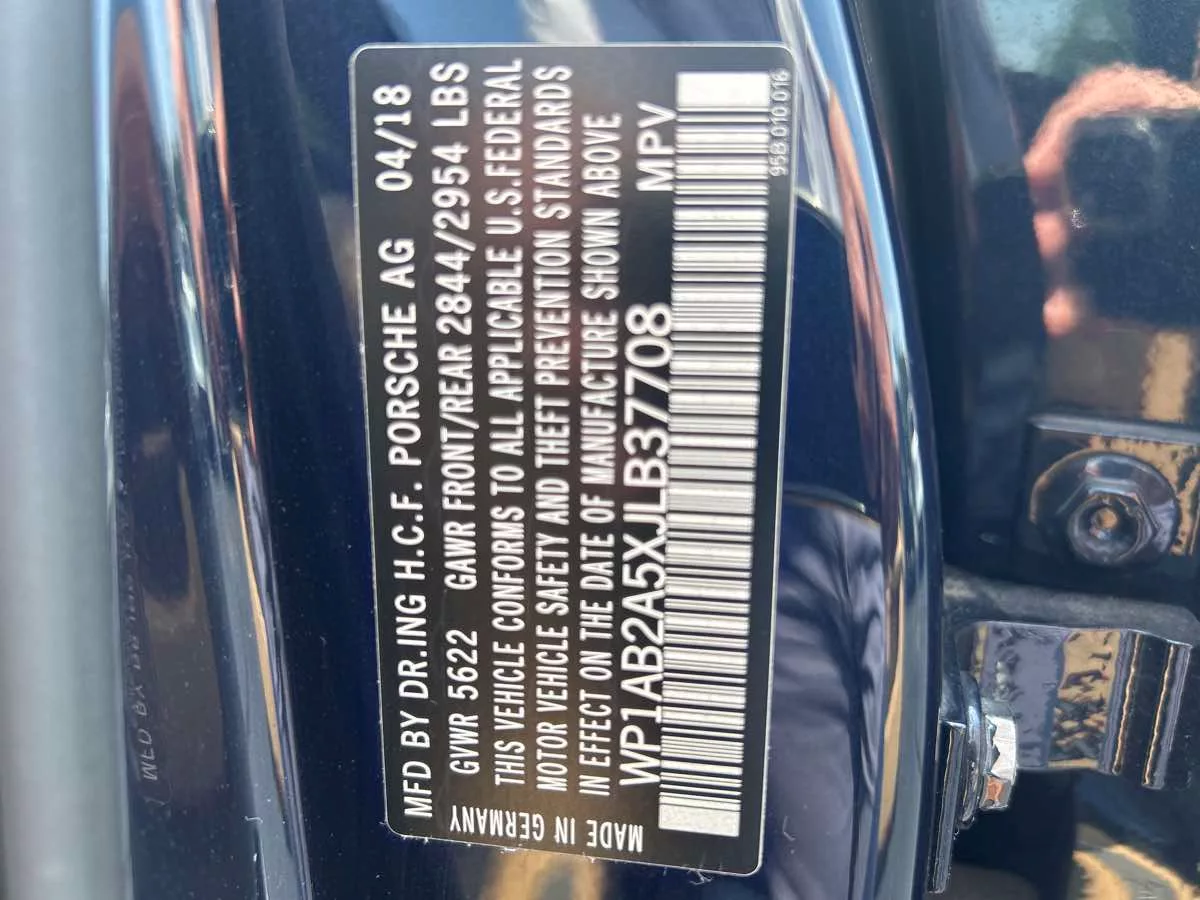 MFD BY DR.ING H.C.F. PORSCHE AG 04/18
GVWR 5622 GAWR FRONT/REAR 2844/2954 LBS
THIS VEHICLE CONFORMS TO ALL APPLICABLE U.S.FEDERAL
MOTOR VEHICLE SAFETY AND THEFT PREVENTION STANDARDS
IN EFFECT ON THE DATE OF MANUFACTURE SHOWN ABOVE
WP1AB2A5XJLB37708 MPV
95B.010.016
MADE IN GERMANY